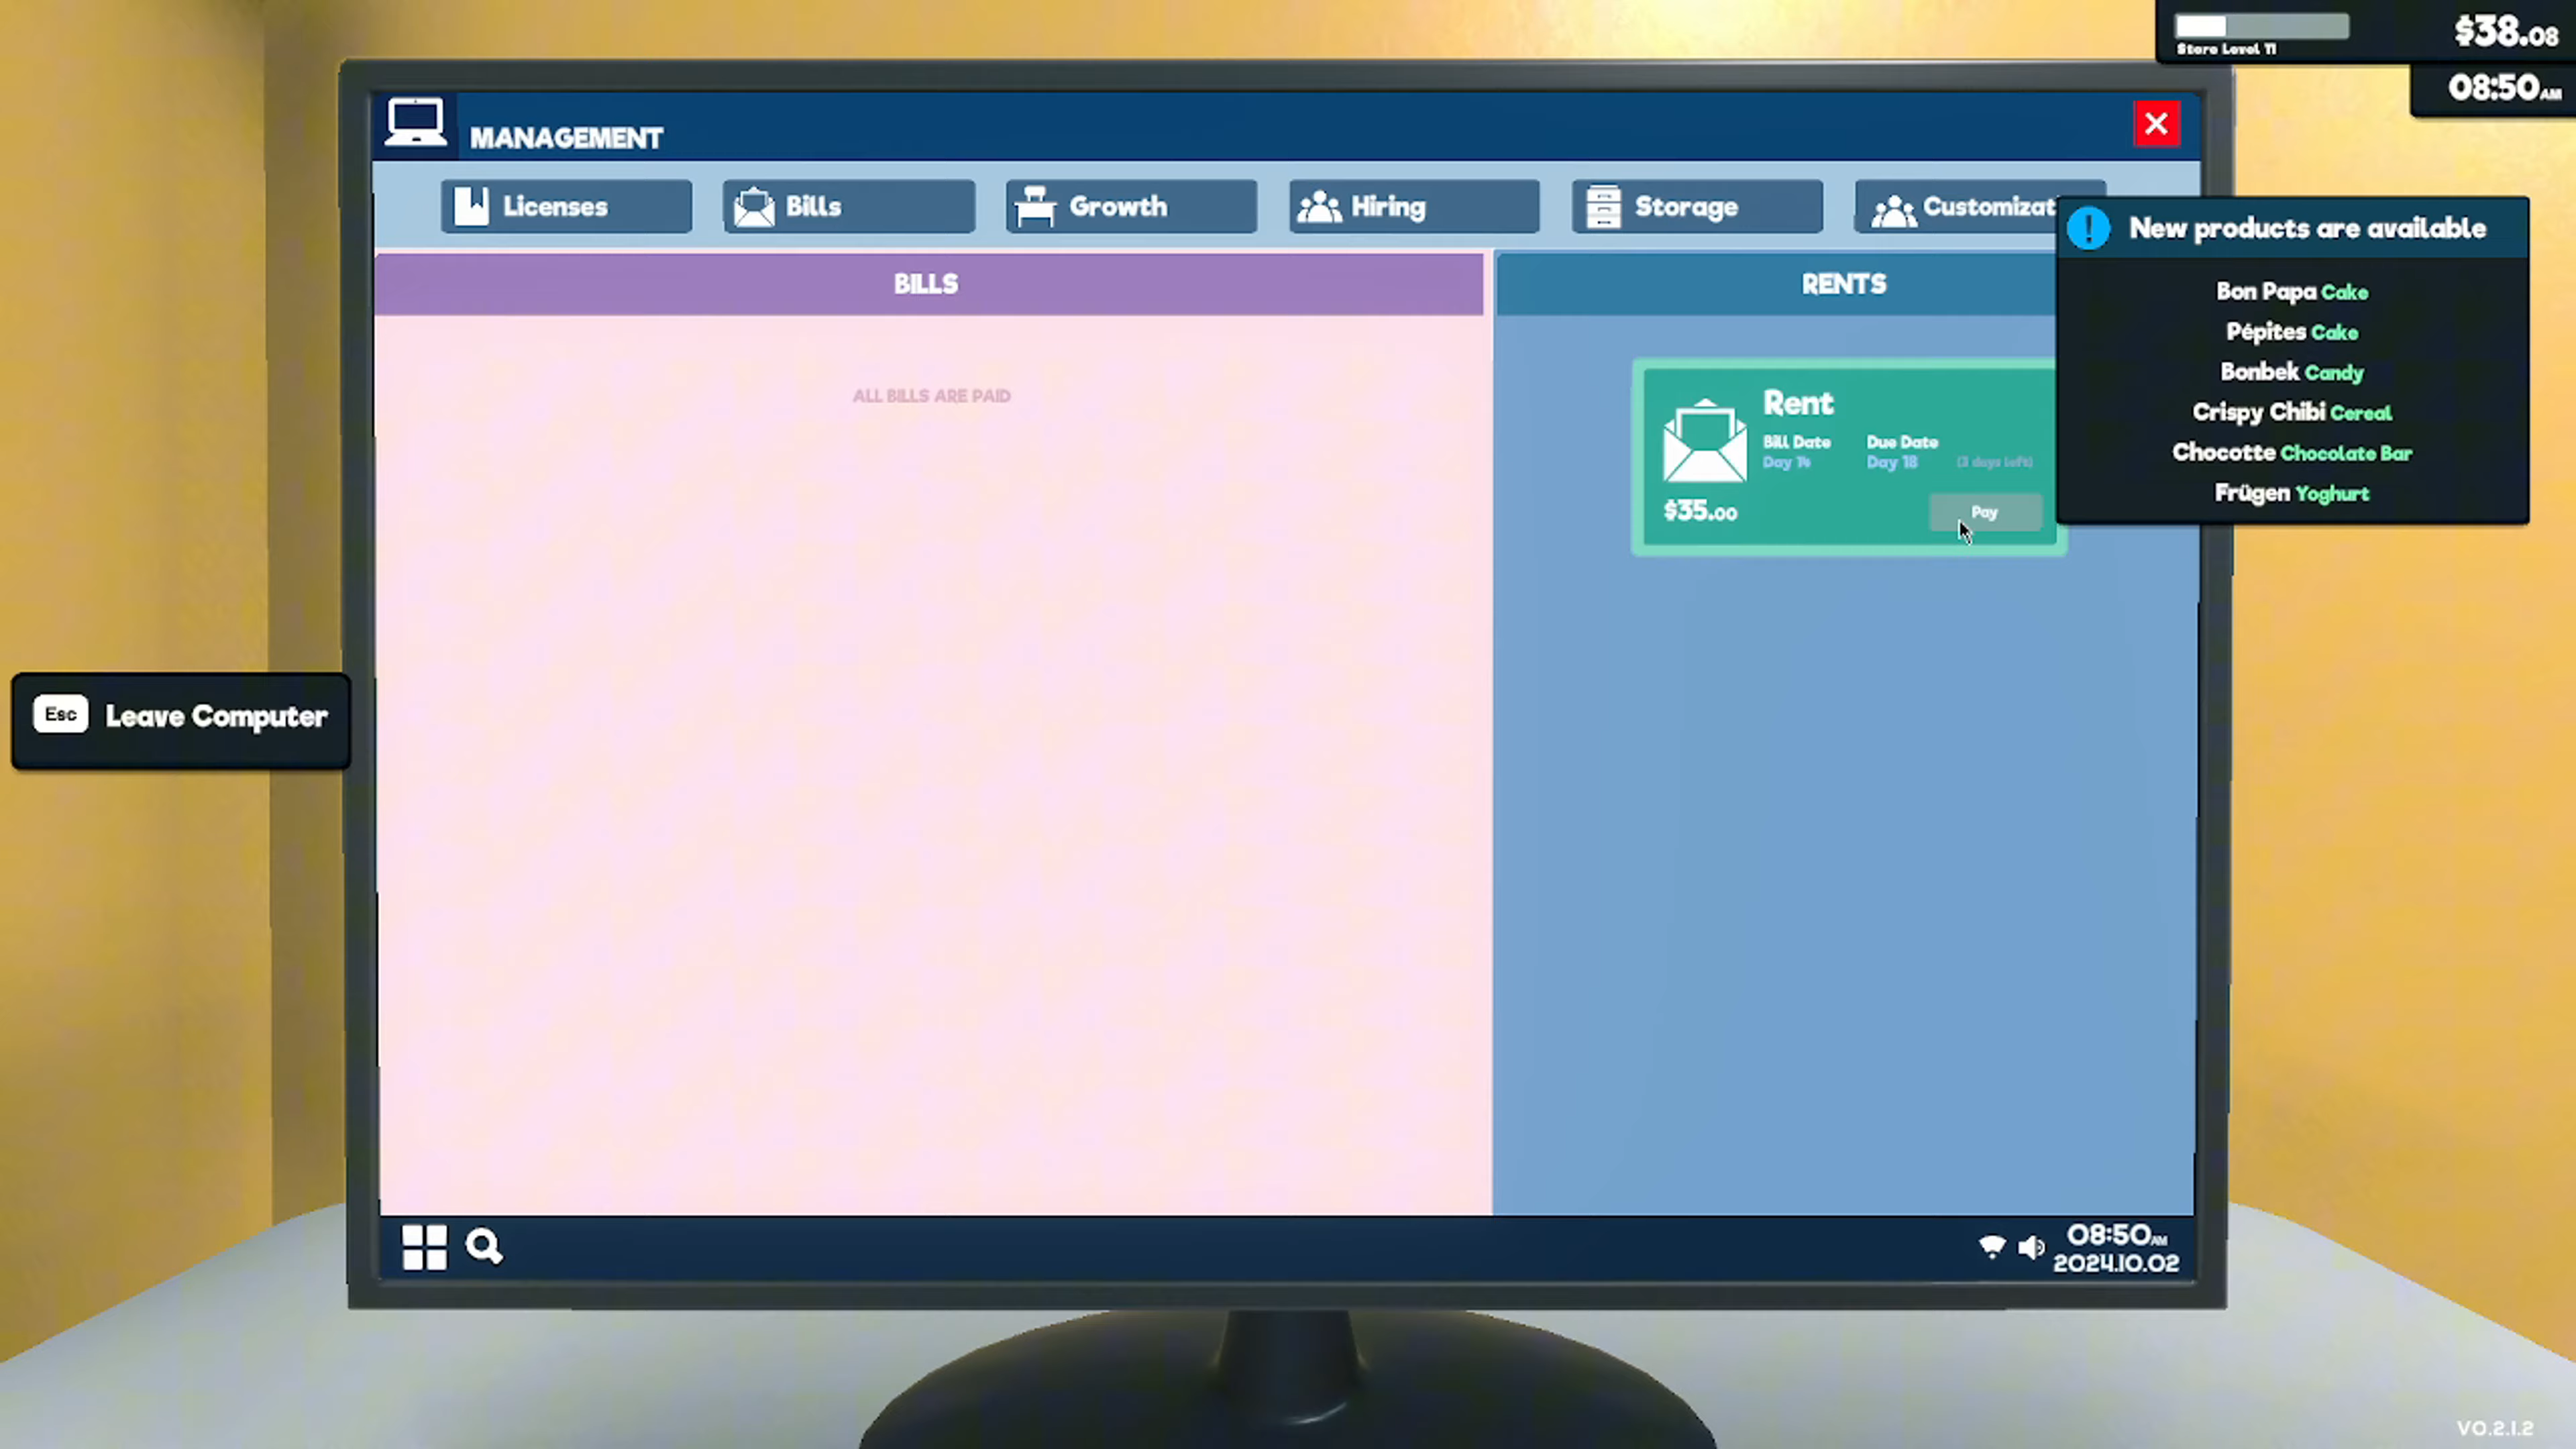 $38.08
Store Level 11
08:50AM
MANAGEMENT
Licenses
Bills
Growth
Hiring
Storage
Customizat
New products are available
Bon Papa Cake
Pépites Cake
Bonbek Candy
Crispy Chibi Cereal
Chocotte Chocolate Bar
Frügen Yoghurt
BILLS
RENTS
ALL BILLS ARE PAID
Rent
Bill Date
Due Date
Day 14
Day 18
(3 days left)
$35.00
Pay
Esc Leave Computer
08:50AM
2024.10.02
V0.2.1.2